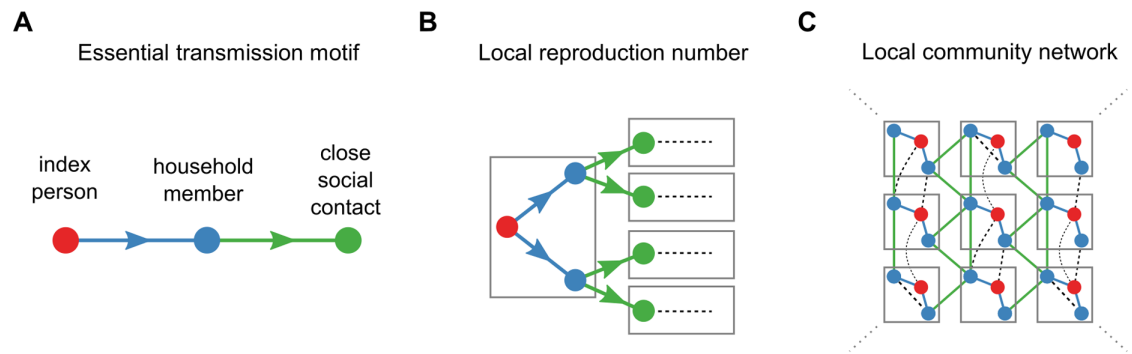 A
Essential transmission motif
index
person
household
member
close
social
contact
B
Local reproduction number
C
Local community network